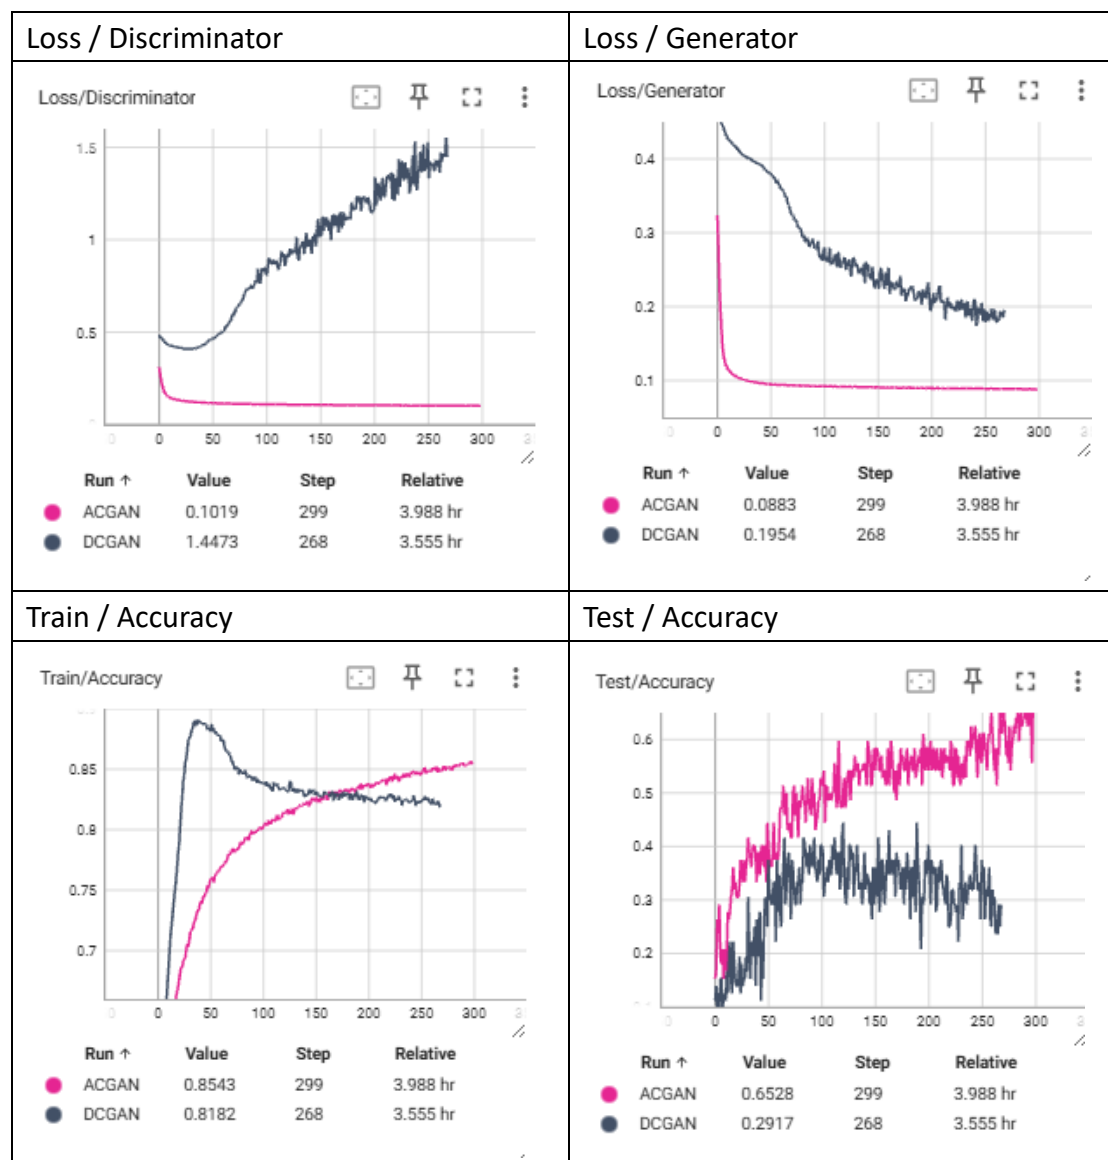 Loss / Discriminator
Loss / Generator
Loss/Discriminator
1.5
1
0.5
0 50 100 150 200 250 300
Run ↑ Value Step Relative
ACGAN 0.1019 299 3.988 hr
DCGAN 1.4473 268 3.555 hr
Loss/Generator
0.4
0.3
0.2
0.1
0 50 100 150 200 250 300
Run ↑ Value Step Relative
ACGAN 0.0883 299 3.988 hr
DCGAN 0.1954 268 3.555 hr
Train / Accuracy
Test / Accuracy
Train/Accuracy
0.85
0.8
0.75
0.7
0 50 100 150 200 250 300
Run ↑ Value Step Relative
ACGAN 0.8543 299 3.988 hr
DCGAN 0.8182 268 3.555 hr
Test/Accuracy
0.6
0.5
0.4
0.3
0.2
0 50 100 150 200 250 300
Run ↑ Value Step Relative
ACGAN 0.6528 299 3.988 hr
DCGAN 0.2917 268 3.555 hr